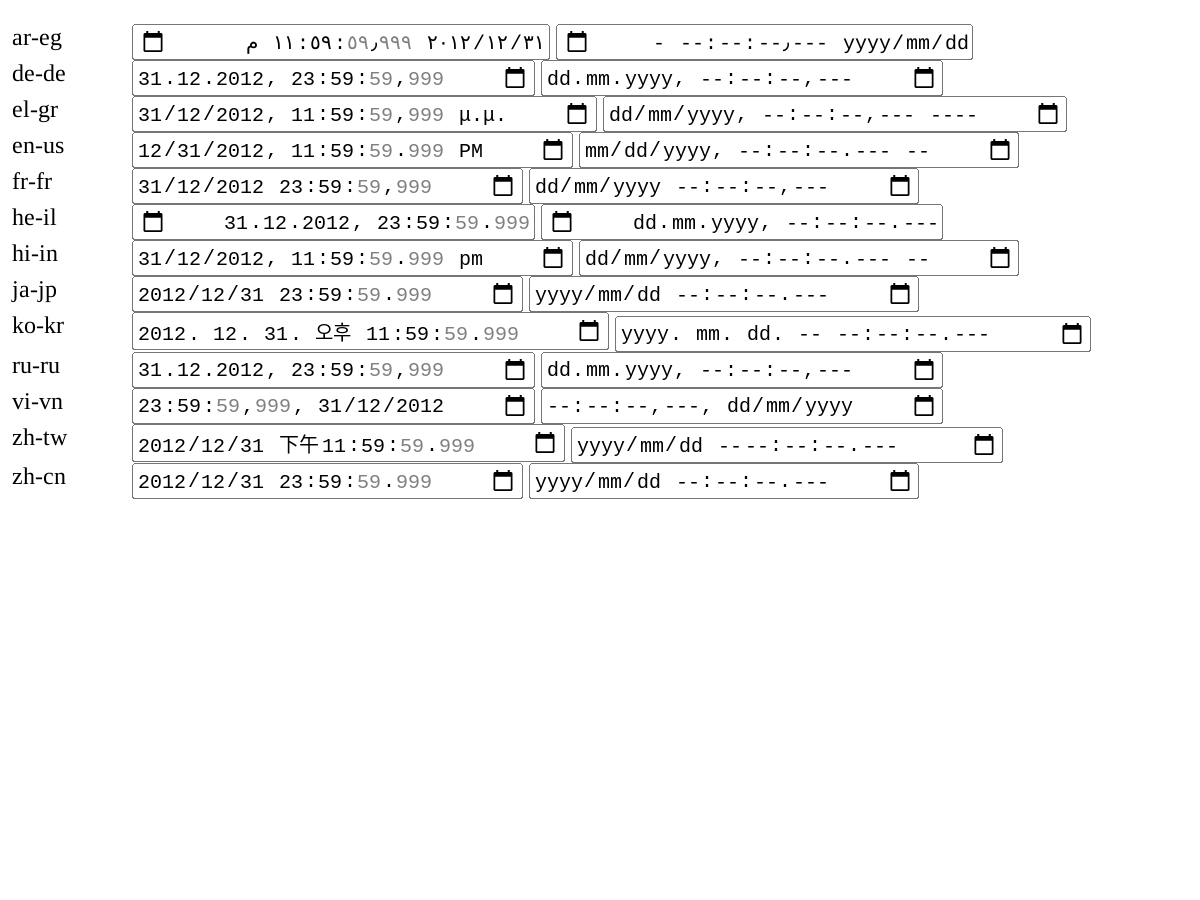 ar-eg ٢٠١٢/١٢/٣١ ١١:٥٩:٥٩٫٩٩٩ م yyyy/mm/dd --:--:--٫--- -
de-de 31.12.2012, 23:59:59,999 dd.mm.yyyy, --:--:--,---
el-gr 31/12/2012, 11:59:59,999 μ.μ. dd/mm/yyyy, --:--:--,--- ----
en-us 12/31/2012, 11:59:59.999 PM mm/dd/yyyy, --:--:--.--- --
fr-fr 31/12/2012 23:59:59,999 dd/mm/yyyy --:--:--,---
he-il 31.12.2012, 23:59:59.999 dd.mm.yyyy, --:--:--.---
hi-in 31/12/2012, 11:59:59.999 pm dd/mm/yyyy, --:--:--.--- --
ja-jp 2012/12/31 23:59:59.999 yyyy/mm/dd --:--:--.---
ko-kr 2012. 12. 31. 오후 11:59:59.999 yyyy. mm. dd. -- --:--:--.---
ru-ru 31.12.2012, 23:59:59,999 dd.mm.yyyy, --:--:--,---
vi-vn 23:59:59,999, 31/12/2012 --:--:--,---, dd/mm/yyyy
zh-tw 2012/12/31 下午11:59:59.999 yyyy/mm/dd ----:--:--.---
zh-cn 2012/12/31 23:59:59.999 yyyy/mm/dd --:--:--.---